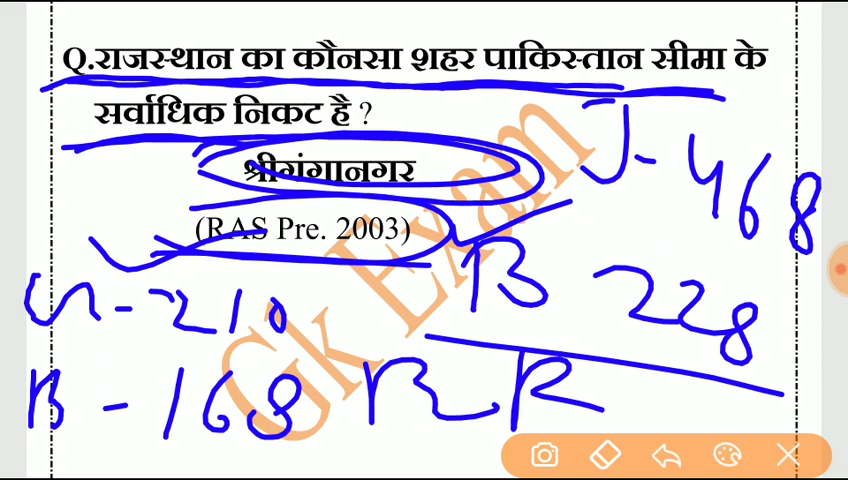 Q.राजस्थान का कौनसा शहर पाकिस्तान सीमा के
सर्वाधिक निकट है ?
श्रीगंगानगर
(RAS Pre. 2003)
Gk Exam
J- 468
B 228
G - 210
B - 168
B R